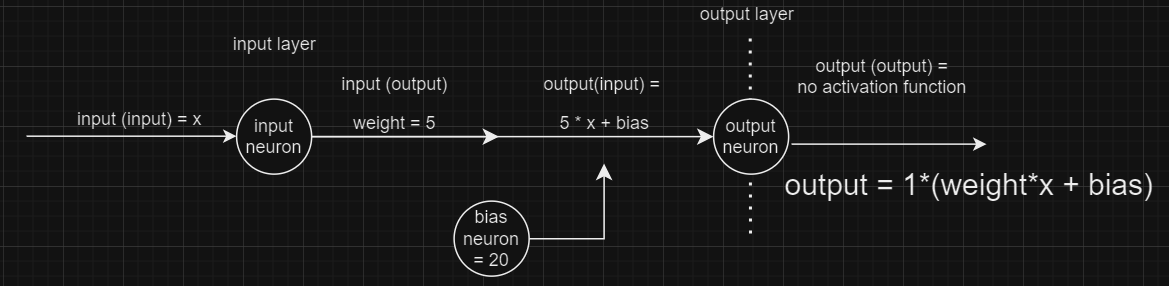 output layer
input layer
input (input) = x
input
neuron
input (output)
weight = 5
output(input) =
5 * x + bias
bias
neuron
= 20
output
neuron
output (output) =
no activation function
output = 1*(weight*x + bias)